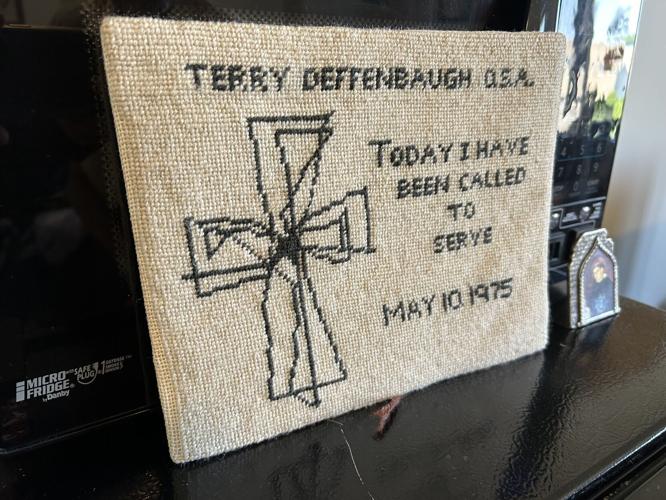 TERRY DEFFENBAUGH O.S.A.
TODAY I HAVE
BEEN CALLED
TO
SERVE
MAY 10 1975
MICRO
FRIDGE
by Danby
SAFE
PLUG